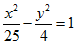 x²/25 − y²/4 = 1